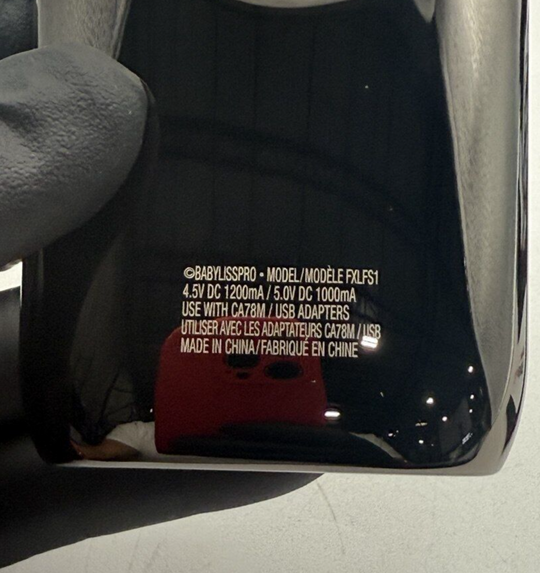 ©BABYLISSPRO • MODEL/MODÈLE FXLFS1
4.5V DC 1200mA / 5.0V DC 1000mA
USE WITH CA78M / USB ADAPTERS
UTILISER AVEC LES ADAPTATEURS CA78M / USB
MADE IN CHINA/FABRIQUÉ EN CHINE